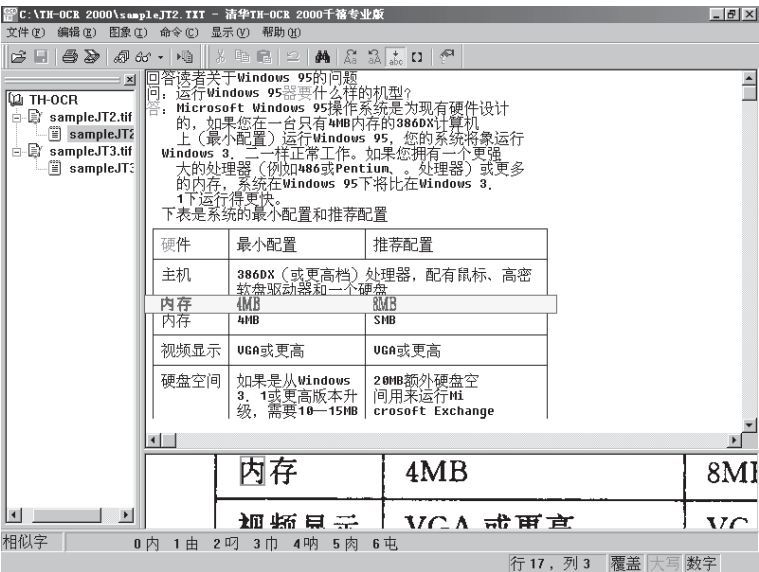 C:\TH-OCR 2000\sampleJT2.TXT - 清华TH-OCR 2000千禧专业版
文件(F) 编辑(E) 图象(I) 命令(C) 显示(V) 帮助(H)
TH-OCR
sampleJT2.tif
sampleJT2
sampleJT3.tif
sampleJT3
回答读者关于Windows 95的问题
问：运行Windows 95器要什么样的机型?
答：Microsoft Windows 95操作系统是为现有硬件设计
的，如果您在一台只有4MB内存的386DX计算机
上（最小配置）运行Windows 95，您的系统将象运行
Windows 3．二一样正常工作。如果您拥有一个更强
大的处理器（例如486或Pentium、。处理器）或更多
的内存，系统在Windows 95下将比在Windows 3．
1下运行得更快。
下表是系统的最小配置和推荐配置
硬件 最小配置 推荐配置
主机 386DX（或更高档）处理器，配有鼠标、高密
软盘驱动器和一个硬盘
内存 4MB 8MB
内存 4MB SMB
视频显示 VGA或更高 VGA或更高
硬盘空间 如果是从Windows 20MB额外硬盘空
3．1或更高版本升 间用来运行Mi
级，需要10—15MB crosoft Exchange
内存 4MB 8MB
视频显示 VGA 或更高 VG
相似字 0内 1由 2叼 3巾 4呐 5肉 6屯
行 17，列 3 覆盖 大写 数字